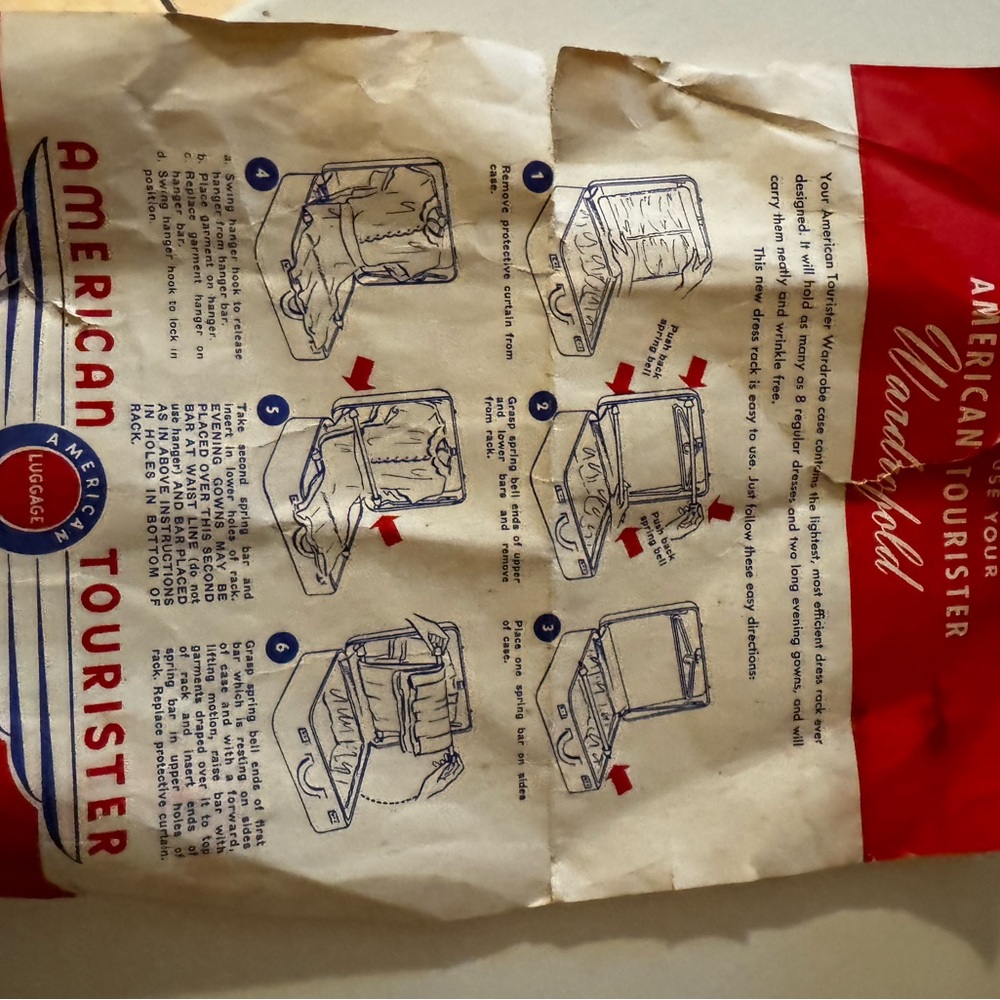 USE YOUR
AMERICAN TOURISTER
Wardrofold
Your American Tourister Wardrobe case contains the lightest, most efficient dress rack ever
designed. It will hold as many as 8 regular dresses and two long evening gowns, and will
carry them neatly and wrinkle free.
This new dress rack is easy to use. Just follow these easy directions:
1
Remove protective curtain from
case.
Push back
spring bell
2
Push back
spring bell
Grasp spring bell ends of upper
and lower bars and remove
from rack.
3
Place one spring bar on sides
of case.
4
a. Swing hanger hook to release
hanger from hanger bar.
b. Place garment on hanger.
c. Replace garment hanger on
hanger bar.
d. Swing hanger hook to lock in
position.
5
Take second spring bar and
insert in lower holes of rack.
EVENING GOWNS MAY BE
PLACED OVER THIS SECOND
BAR AT WAIST LINE (do not
use hanger) AND BAR PLACED
AS IN ABOVE INSTRUCTIONS
IN HOLES IN BOTTOM OF
RACK.
6
Grasp spring bell ends of first
bar which is resting on sides
of case and with a forward,
lifting motion, raise bar with
garments draped over it to top
of rack and insert ends of
spring bar in upper holes of
rack. Replace protective curtain.
AMERICAN TOURISTER
AMERICAN
LUGGAGE